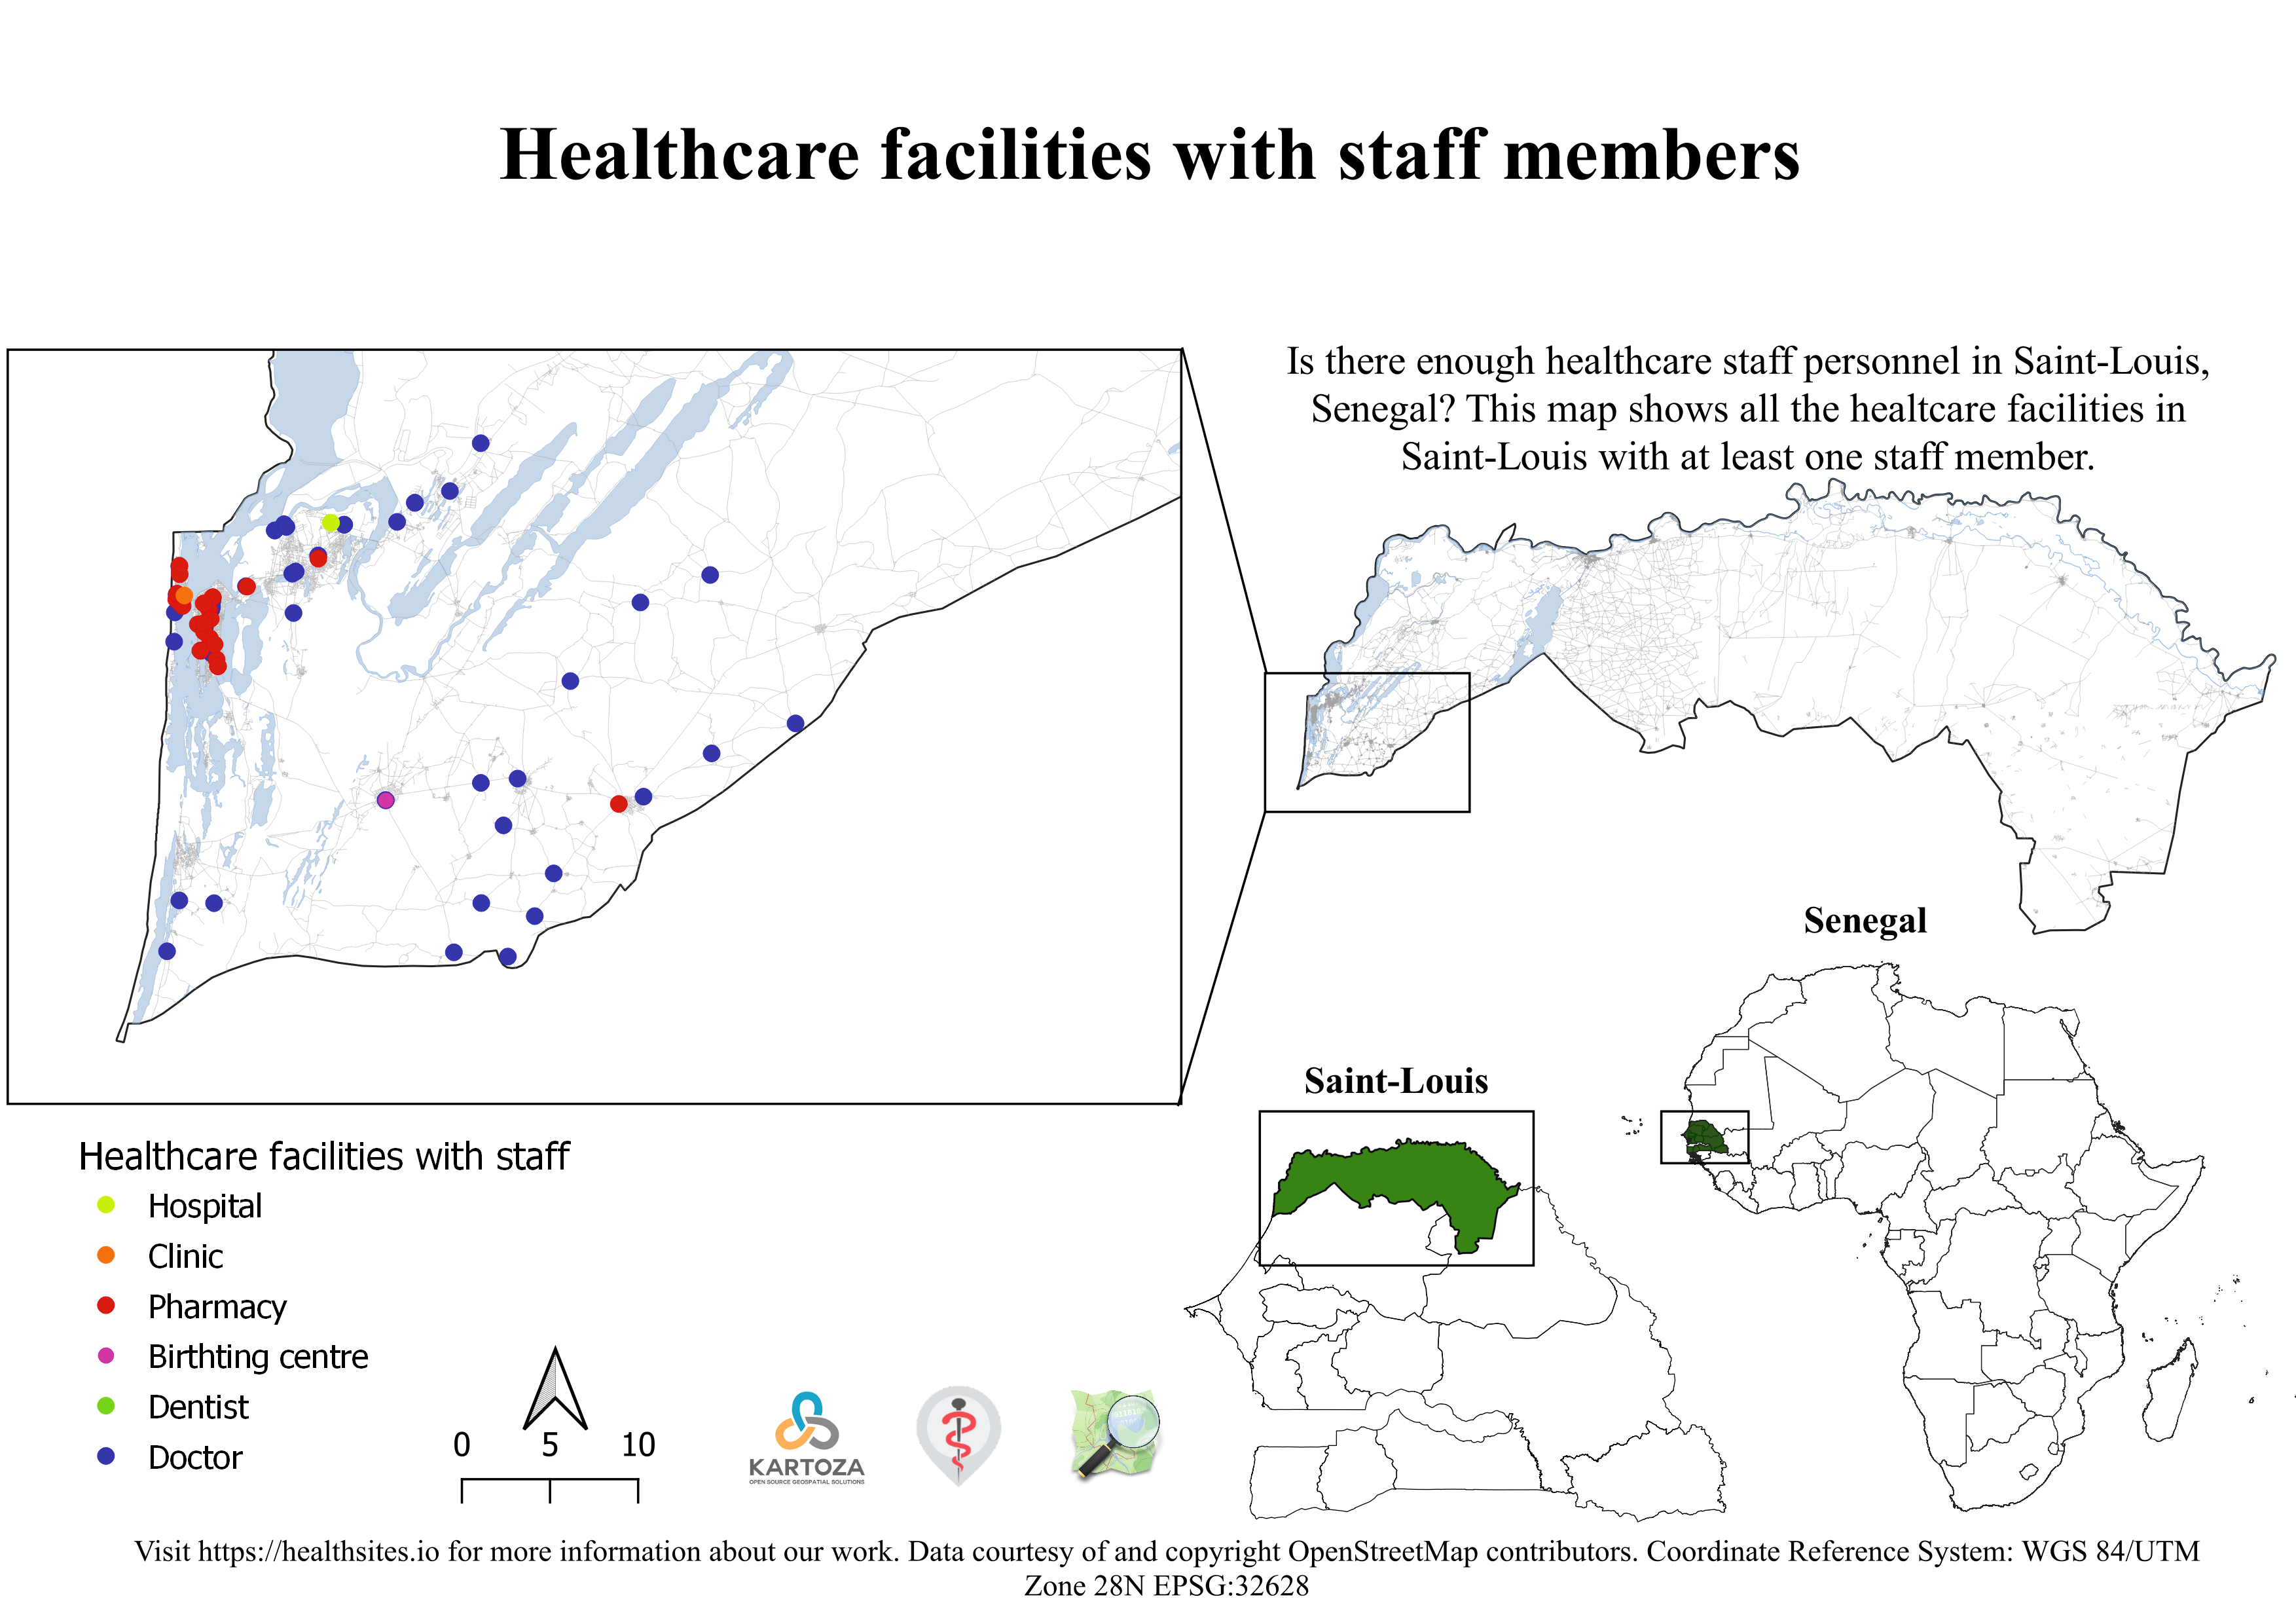 Healthcare facilities with staff members
Is there enough healthcare staff personnel in Saint-Louis,
Senegal? This map shows all the healtcare facilities in
Saint-Louis with at least one staff member.
Senegal
Saint-Louis
Healthcare facilities with staff
Hospital
Clinic
Pharmacy
Birthting centre
Dentist
Doctor
0 5 10
KARTOZA
OPEN SOURCE GEOSPATIAL SOLUTIONS
Visit https://healthsites.io for more information about our work. Data courtesy of and copyright OpenStreetMap contributors. Coordinate Reference System: WGS 84/UTM
Zone 28N EPSG:32628